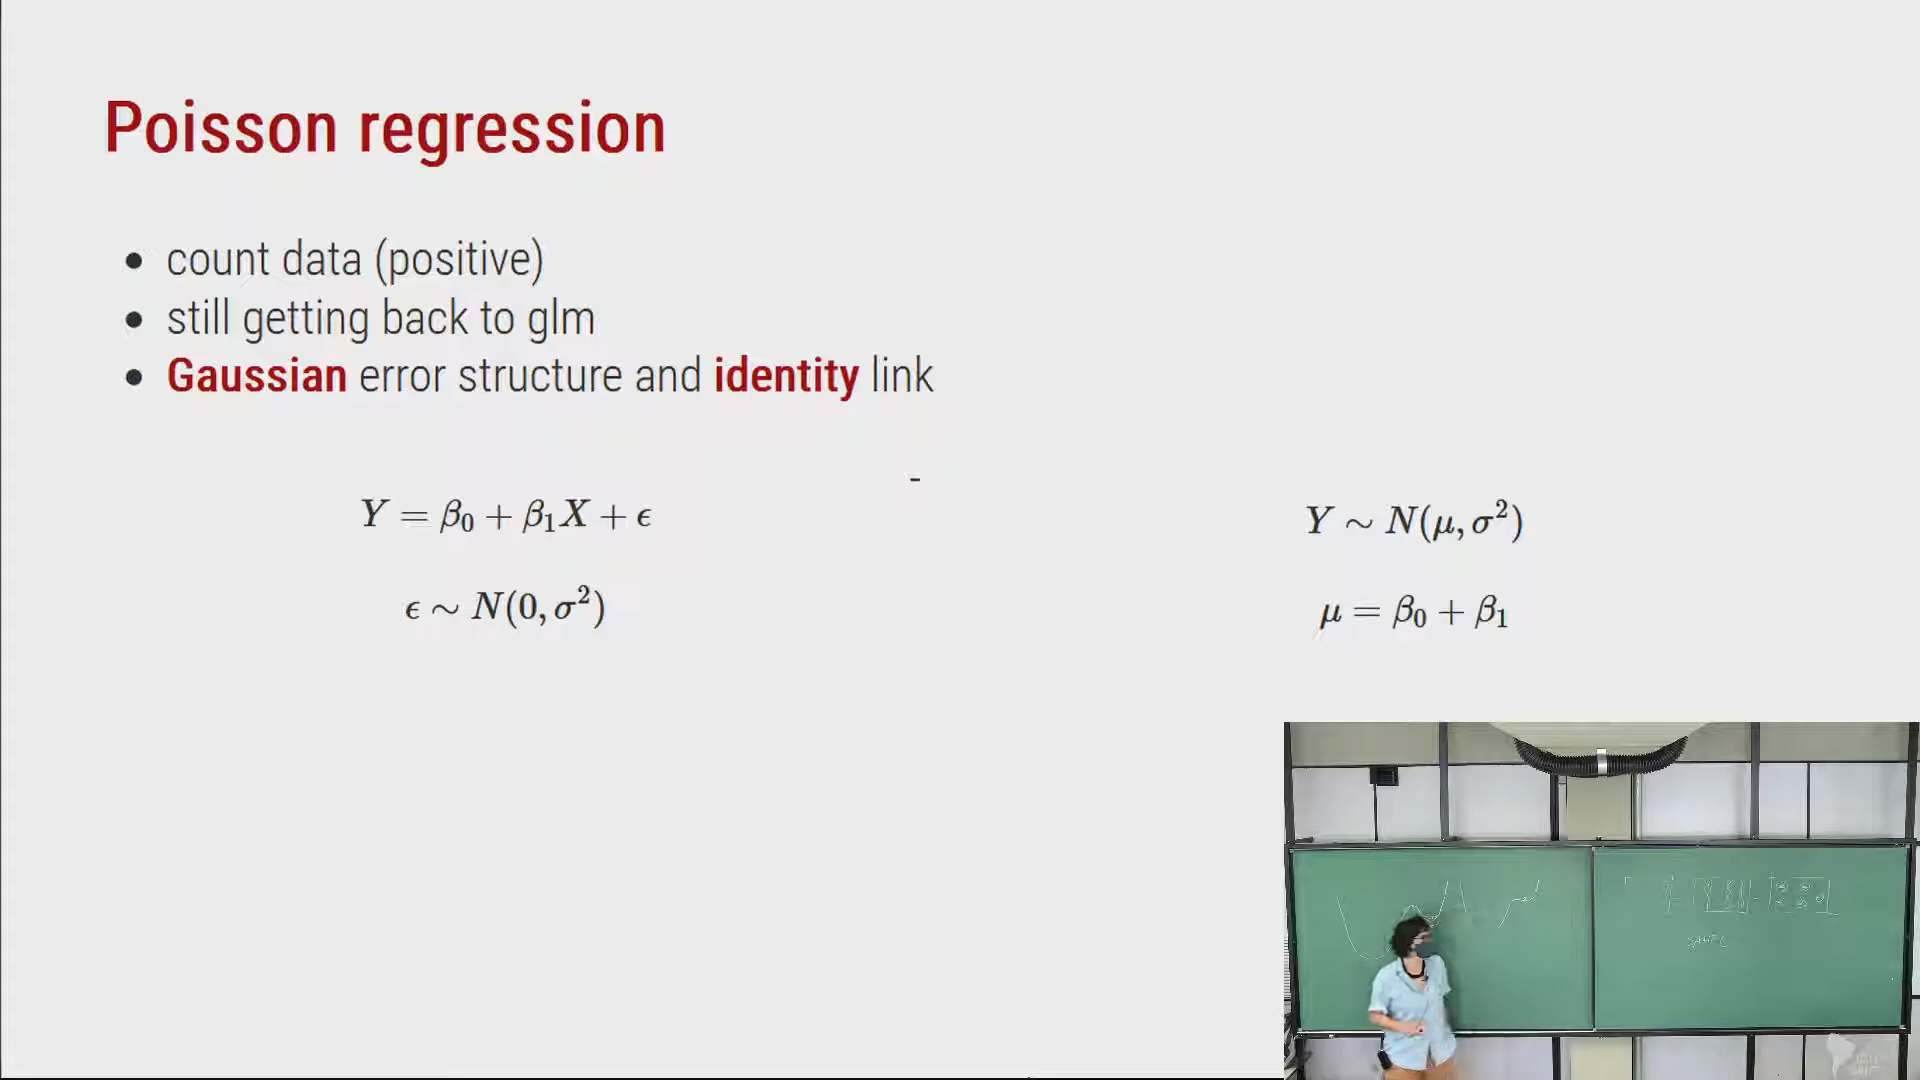 Poisson regression
• count data (positive)
• still getting back to glm
• Gaussian error structure and identity link
-
Y = β₀ + β₁X + ϵ
ϵ ∼ N(0, σ²)
Y ∼ N(μ, σ²)
μ = β₀ + β₁